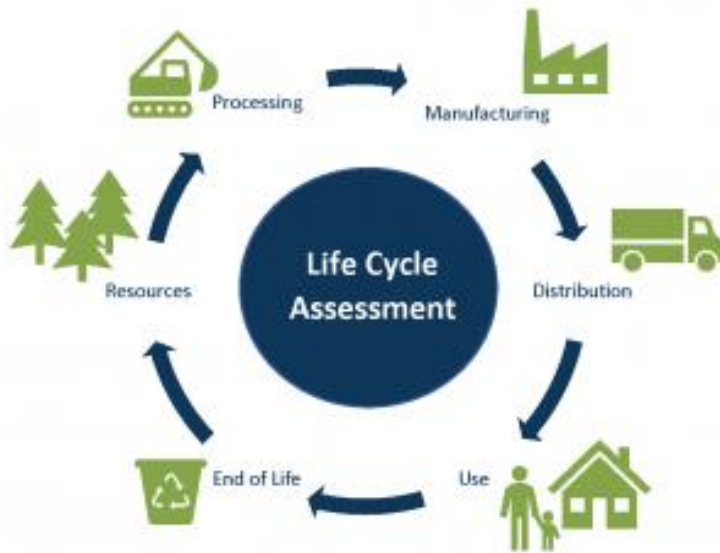 Processing
Manufacturing
Life Cycle
Assessment
Resources
Distribution
End of Life
Use